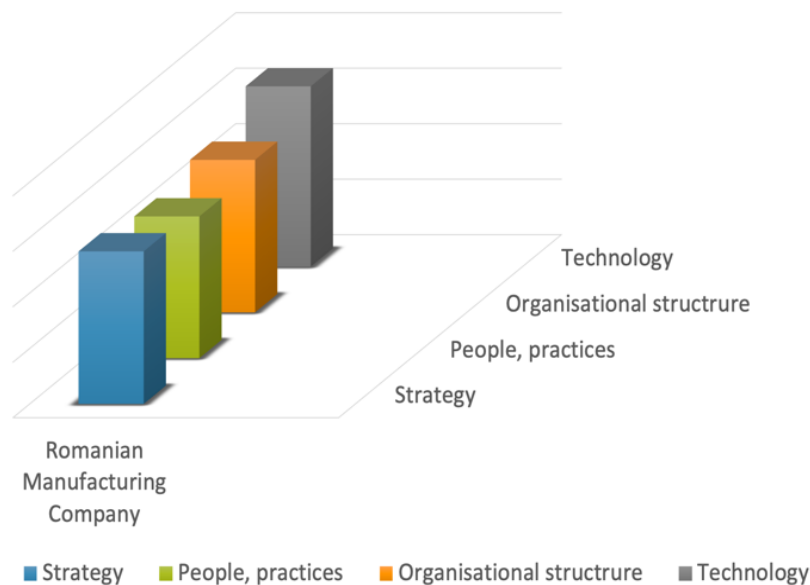 Technology
Organisational structrure
People, practices
Strategy
Romanian
Manufacturing
Company
Strategy People, practices Organisational structrure Technology